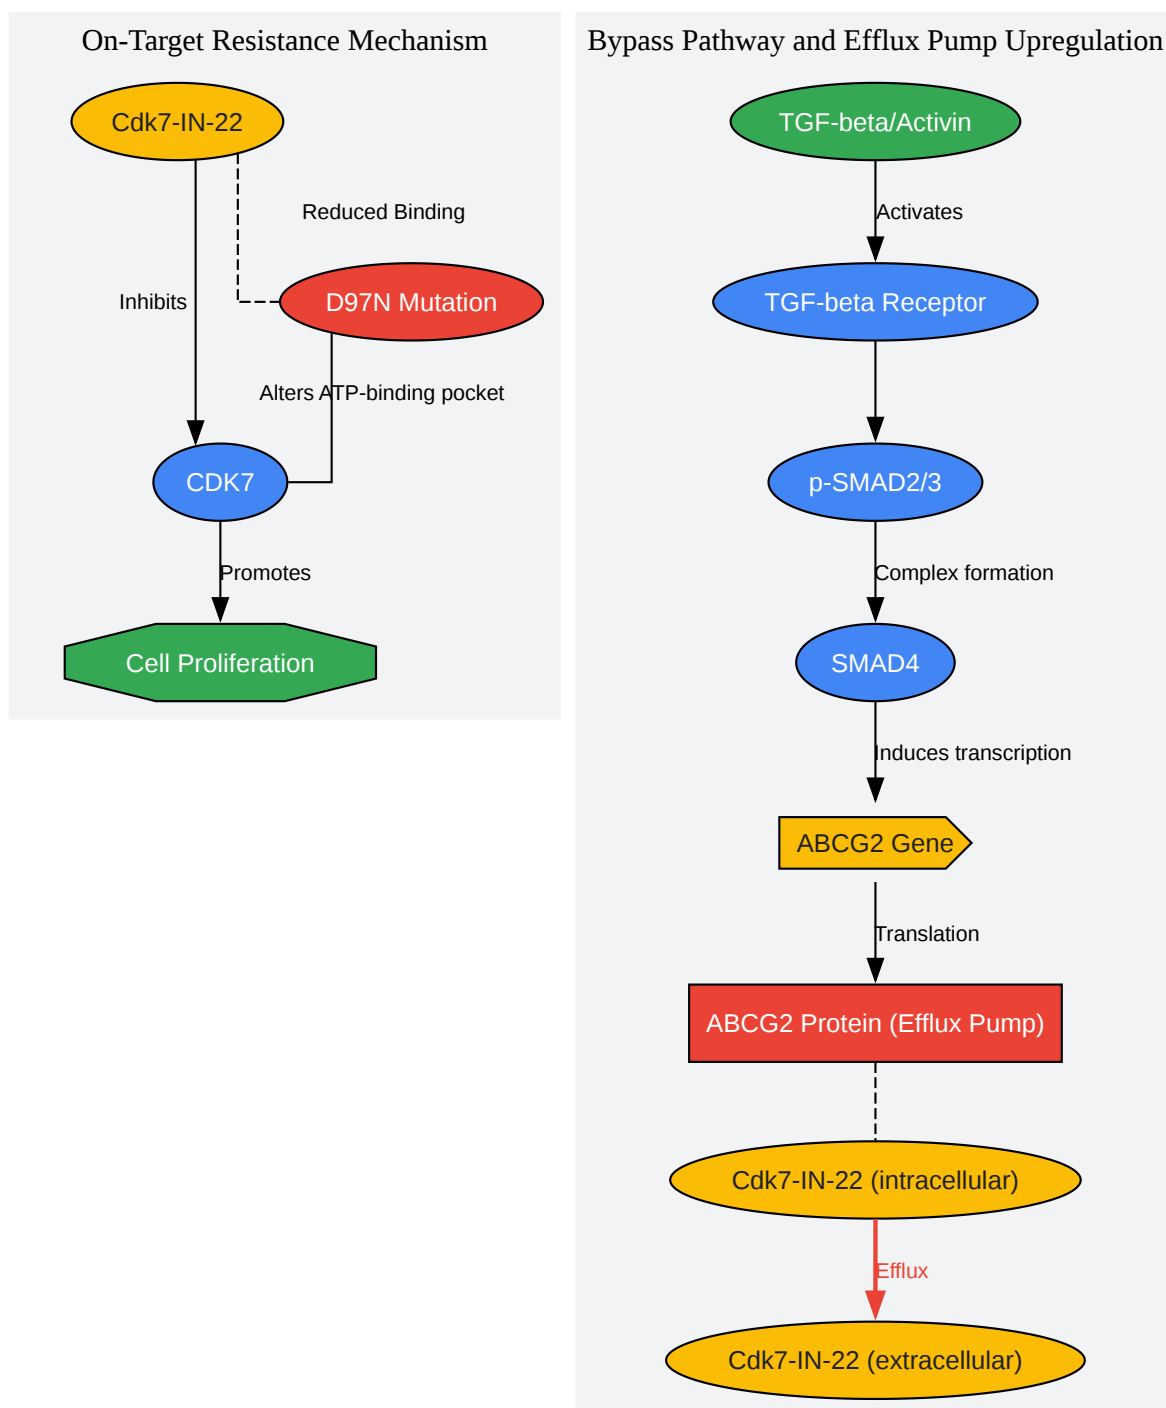 On-Target Resistance Mechanism
Cdk7-IN-22
Reduced Binding
Inhibits
D97N Mutation
Alters ATP-binding pocket
CDK7
Promotes
Cell Proliferation
Bypass Pathway and Efflux Pump Upregulation
TGF-beta/Activin
Activates
TGF-beta Receptor
p-SMAD2/3
Complex formation
SMAD4
Induces transcription
ABCG2 Gene
Translation
ABCG2 Protein (Efflux Pump)
Cdk7-IN-22 (intracellular)
Efflux
Cdk7-IN-22 (extracellular)